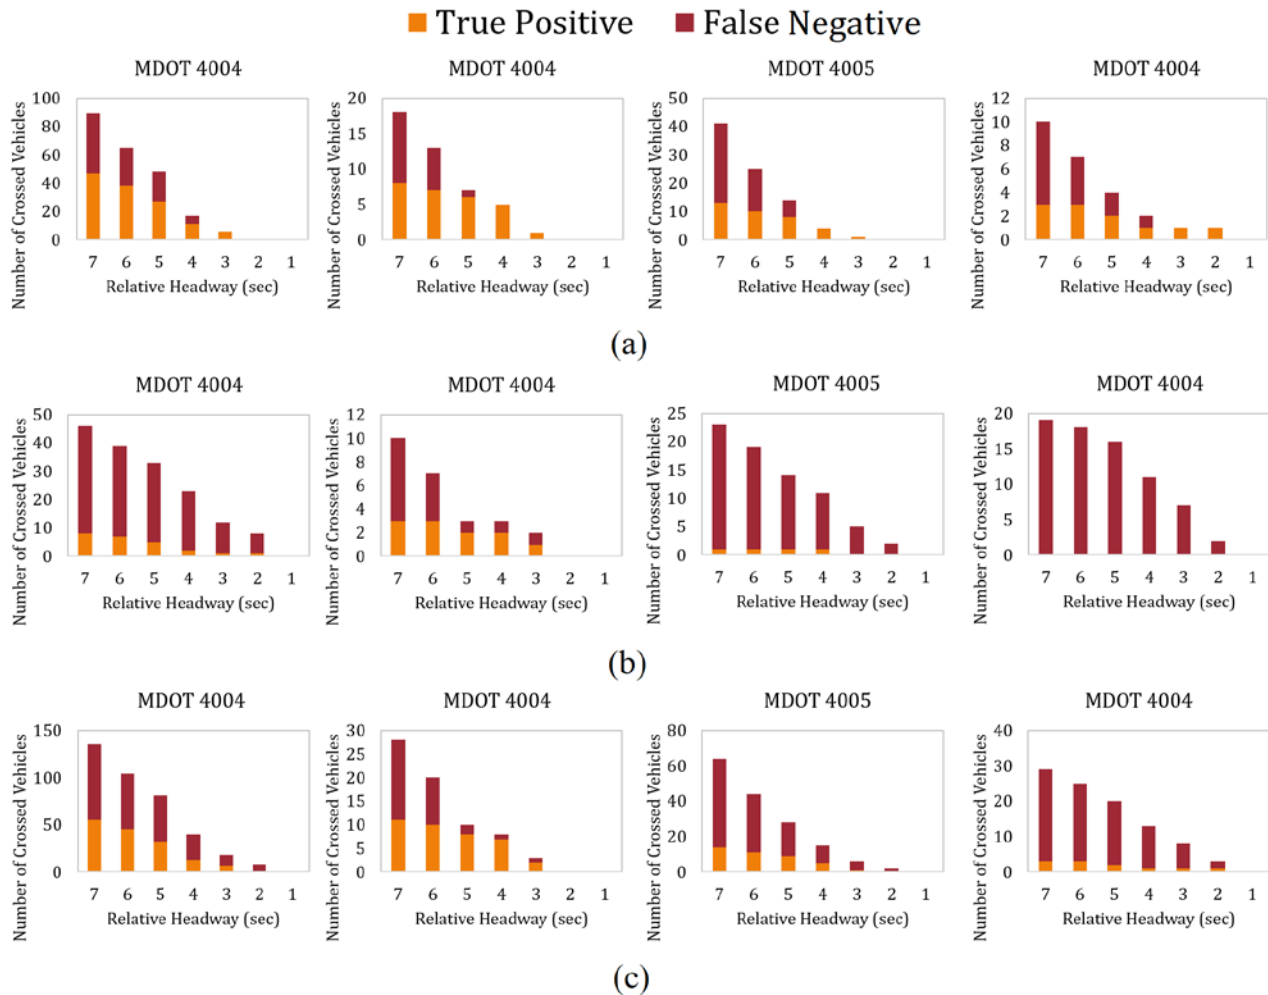 True Positive False Negative
MDOT 4004 MDOT 4004 MDOT 4005 MDOT 4004
Number of Crossed Vehicles
100
80
60
40
20
0
7 6 5 4 3 2 1
Relative Headway (sec)
Number of Crossed Vehicles
20
15
10
5
0
7 6 5 4 3 2 1
Relative Headway (sec)
Number of Crossed Vehicles
50
40
30
20
10
0
7 6 5 4 3 2 1
Relative Headway (sec)
Number of Crossed Vehicles
12
10
8
6
4
2
0
7 6 5 4 3 2 1
Relative Headway (sec)
(a)
MDOT 4004 MDOT 4004 MDOT 4005 MDOT 4004
Number of Crossed Vehicles
50
40
30
20
10
0
7 6 5 4 3 2 1
Relative Headway (sec)
Number of Crossed Vehicles
12
10
8
6
4
2
0
7 6 5 4 3 2 1
Relative Headway (sec)
Number of Crossed Vehicles
25
20
15
10
5
0
7 6 5 4 3 2 1
Relative Headway (sec)
Number of Crossed Vehicles
20
15
10
5
0
7 6 5 4 3 2 1
Relative Headway (sec)
(b)
MDOT 4004 MDOT 4004 MDOT 4005 MDOT 4004
Number of Crossed Vehicles
150
100
50
0
7 6 5 4 3 2 1
Relative Headway (sec)
Number of Crossed Vehicles
30
25
20
15
10
5
0
7 6 5 4 3 2 1
Relative Headway (sec)
Number of Crossed Vehicles
80
60
40
20
0
7 6 5 4 3 2 1
Relative Headway (sec)
Number of Crossed Vehicles
40
30
20
10
0
7 6 5 4 3 2 1
Relative Headway (sec)
(c)